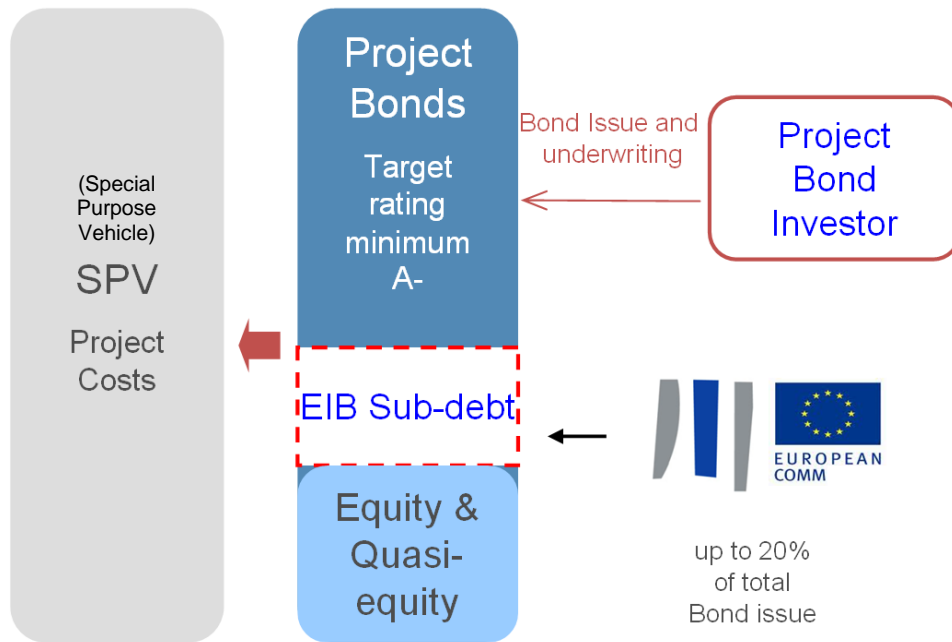 (Special
Purpose
Vehicle)
SPV
Project
Costs
Project
Bonds
Target
rating
minimum
A-
EIB Sub-debt
Equity &
Quasi-
equity
Bond Issue and
underwriting
Project
Bond
Investor
EUROPEAN
COMM
up to 20%
of total
Bond issue